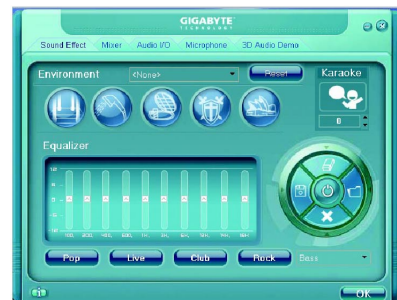 GIGABYTE
TECHNOLOGY
Sound Effect Mixer Audio I/O Microphone 3D Audio Demo
Environment <None> Reset Karaoke
0
Equalizer
Pop Live Club Rock Bass
OK